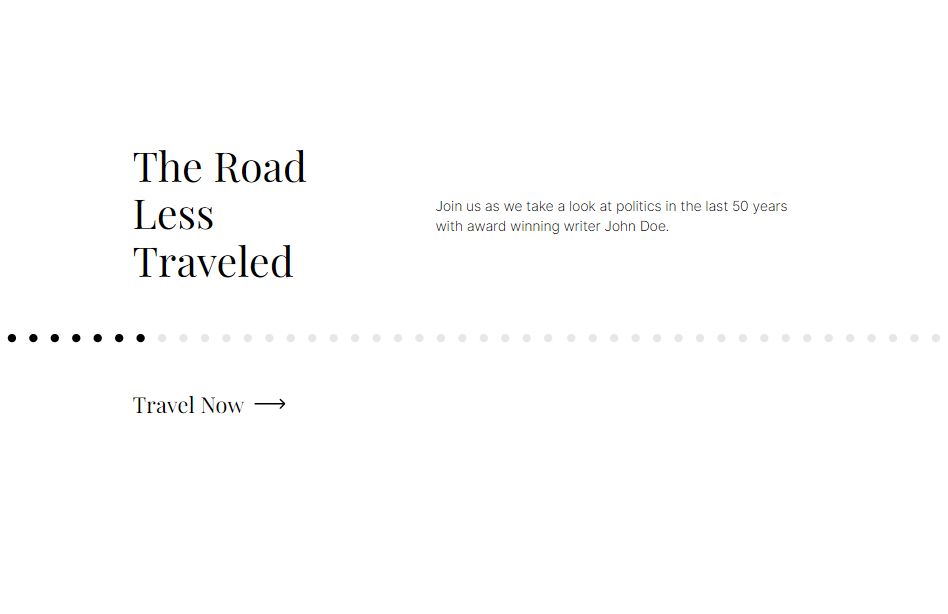 The Road
Less
Traveled
Join us as we take a look at politics in the last 50 years
with award winning writer John Doe.
Travel Now